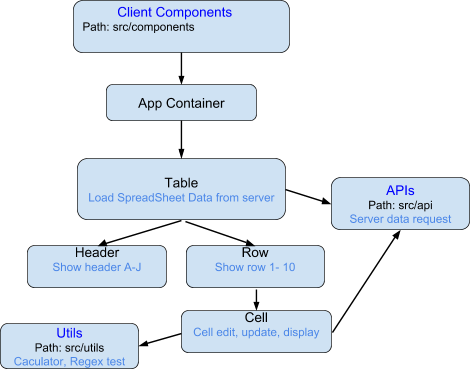 Client Components
Path: src/components
App Container
Table
Load SpreadSheet Data from server
APIs
Path: src/api
Server data request
Header
Show header A-J
Row
Show row 1- 10
Cell
Cell edit, update, display
Utils
Path: src/utils
Caculator, Regex test